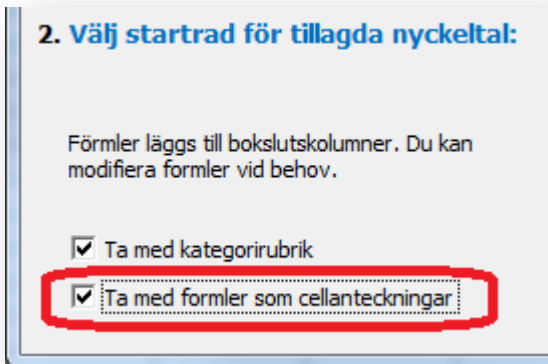 2. Välj startrad för tillagda nyckeltal:
Förmler läggs till bokslutskolumner. Du kan
modifiera formler vid behov.
Ta med kategorirubrik
Ta med formler som cellanteckningar